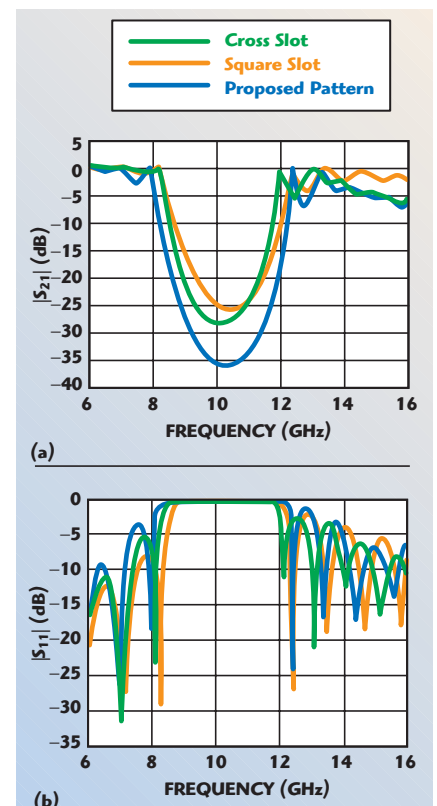 Cross Slot
Square Slot
Proposed Pattern
5
0
−5
−10
−15
−20
−25
−30
−35
−40
|S21| (dB)
6 8 10 12 14 16
FREQUENCY (GHz)
(a)
0
−5
−10
−15
−20
−25
−30
−35
|S11| (dB)
6 8 10 12 14 16
FREQUENCY (GHz)
(b)